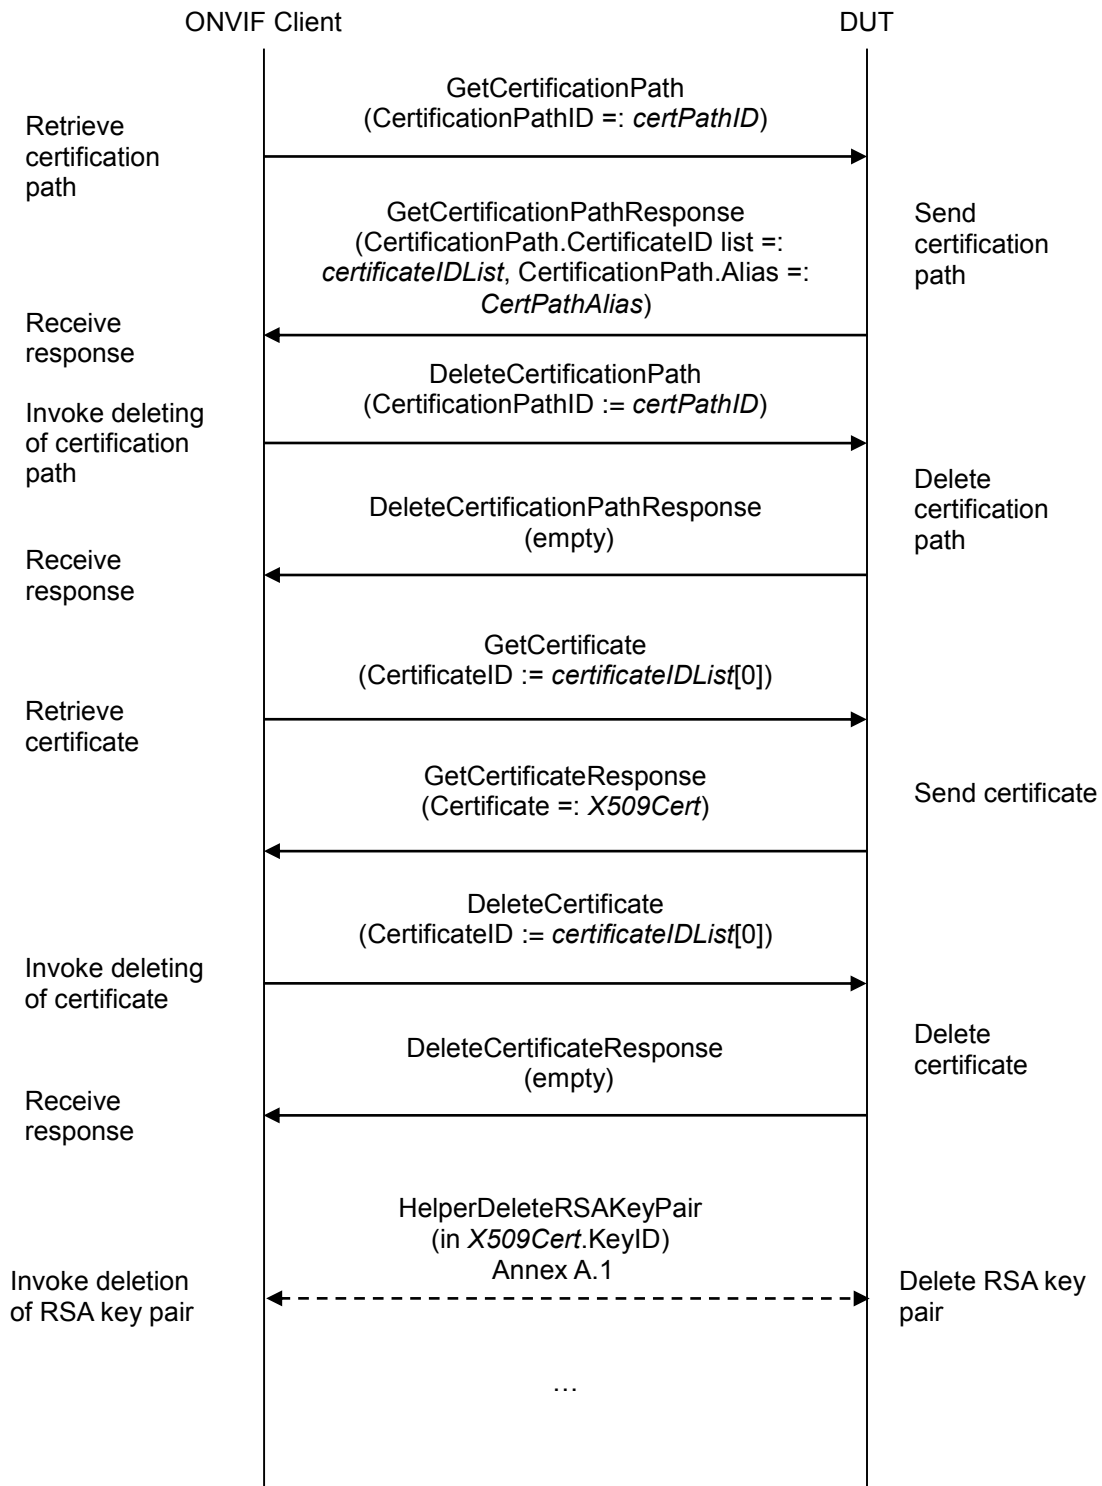 ONVIF Client
DUT
GetCertificationPath
(CertificationPathID =: certPathID)
Retrieve
certification
path
GetCertificationPathResponse
(CertificationPath.CertificateID list =:
certificateIDList, CertificationPath.Alias =:
CertPathAlias)
Send
certification
path
Receive
response
DeleteCertificationPath
(CertificationPathID := certPathID)
Invoke deleting
of certification
path
DeleteCertificationPathResponse
(empty)
Delete
certification
path
Receive
response
GetCertificate
(CertificateID := certificateIDList[0])
Retrieve
certificate
GetCertificateResponse
(Certificate =: X509Cert)
Send certificate
DeleteCertificate
(CertificateID := certificateIDList[0])
Invoke deleting
of certificate
DeleteCertificateResponse
(empty)
Delete
certificate
Receive
response
HelperDeleteRSAKeyPair
(in X509Cert.KeyID)
Annex A.1
Invoke deletion
of RSA key pair
Delete RSA key
pair
…